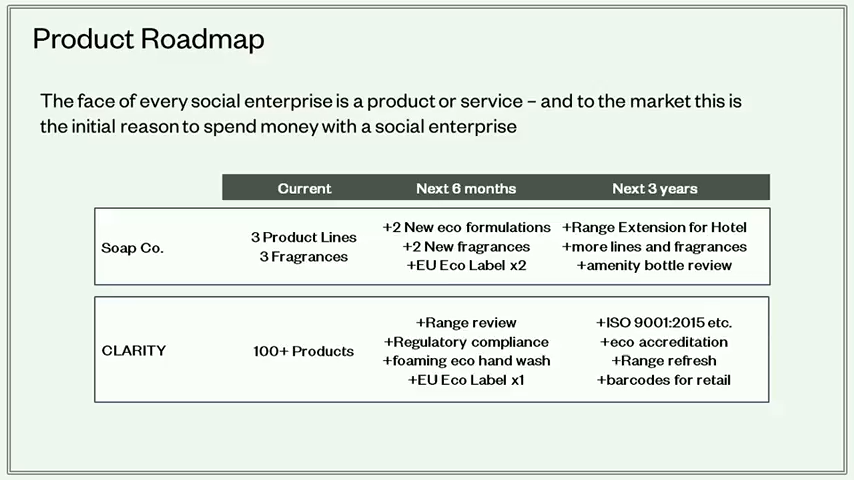 Product Roadmap
The face of every social enterprise is a product or service – and to the market this is
the initial reason to spend money with a social enterprise
Current Next 6 months Next 3 years
Soap Co.
3 Product Lines
3 Fragrances
+2 New eco formulations
+2 New fragrances
+EU Eco Label x2
+Range Extension for Hotel
+more lines and fragrances
+amenity bottle review
CLARITY
100+ Products
+Range review
+Regulatory compliance
+foaming eco hand wash
+EU Eco Label x1
+ISO 9001:2015 etc.
+eco accreditation
+Range refresh
+barcodes for retail